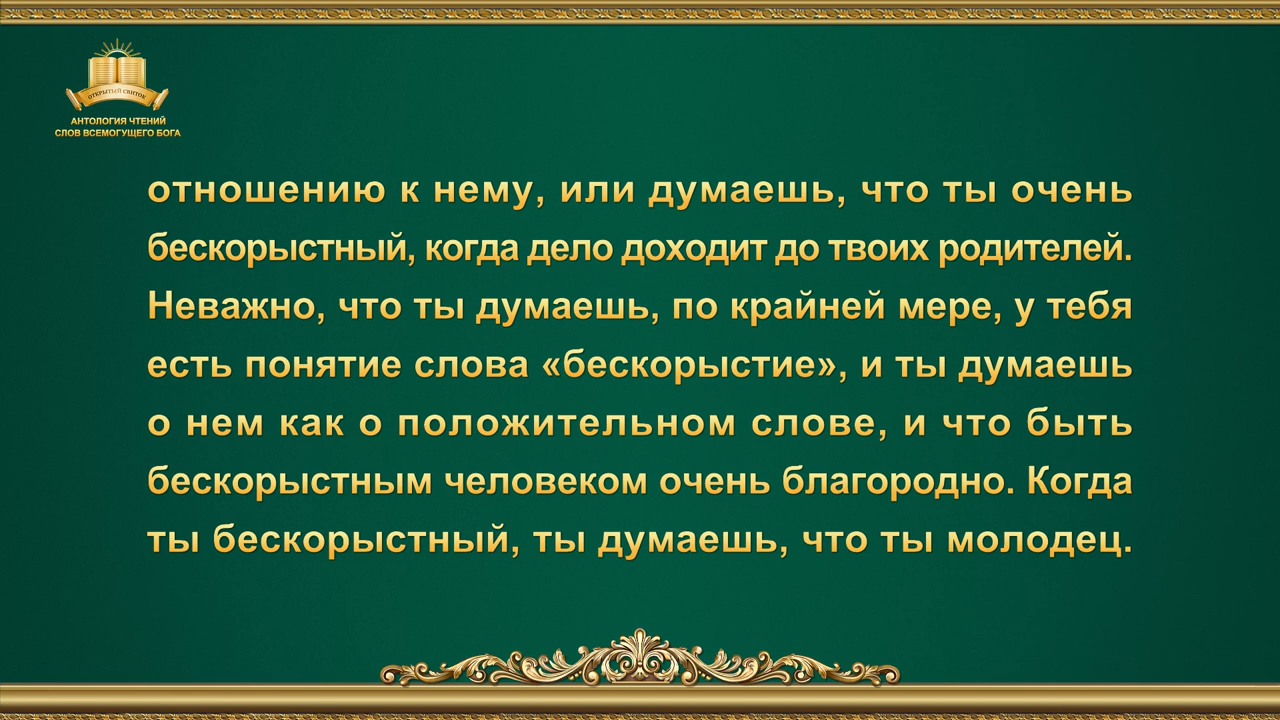 ОТКРЫТЫЙ СВИТОК
АНТОЛОГИЯ ЧТЕНИЙ
СЛОВ ВСЕМОГУЩЕГО БОГА
отношению к нему, или думаешь, что ты очень
бескорыстный, когда дело доходит до твоих родителей.
Неважно, что ты думаешь, по крайней мере, у тебя
есть понятие слова «бескорыстие», и ты думаешь
о нем как о положительном слове, и что быть
бескорыстным человеком очень благородно. Когда
ты бескорыстный, ты думаешь, что ты молодец.